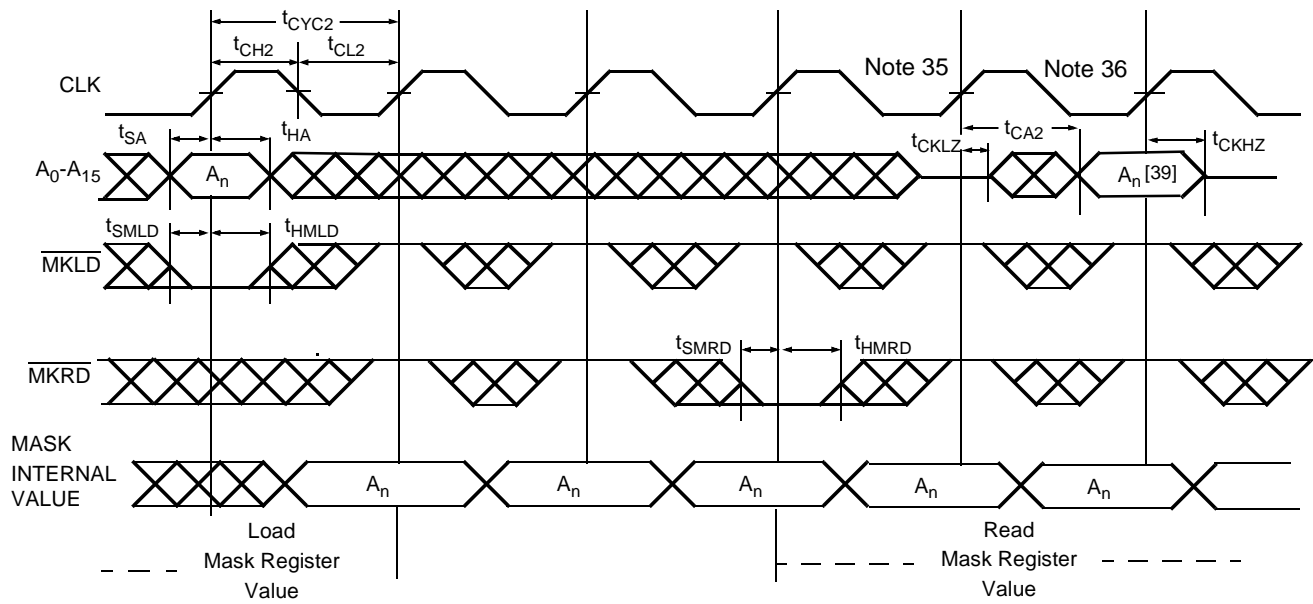 tCYC2
tCH2
tCL2
CLK
Note 35
Note 36
tSA
tHA
tCKLZ
tCA2
tCKHZ
A0-A15
An
An [39]
tSMLD
tHMLD
MKLD
tSMRD
tHMRD
MKRD
MASK
INTERNAL
VALUE
An
An
An
An
An
Load
Mask Register
Value
Read
Mask Register
Value